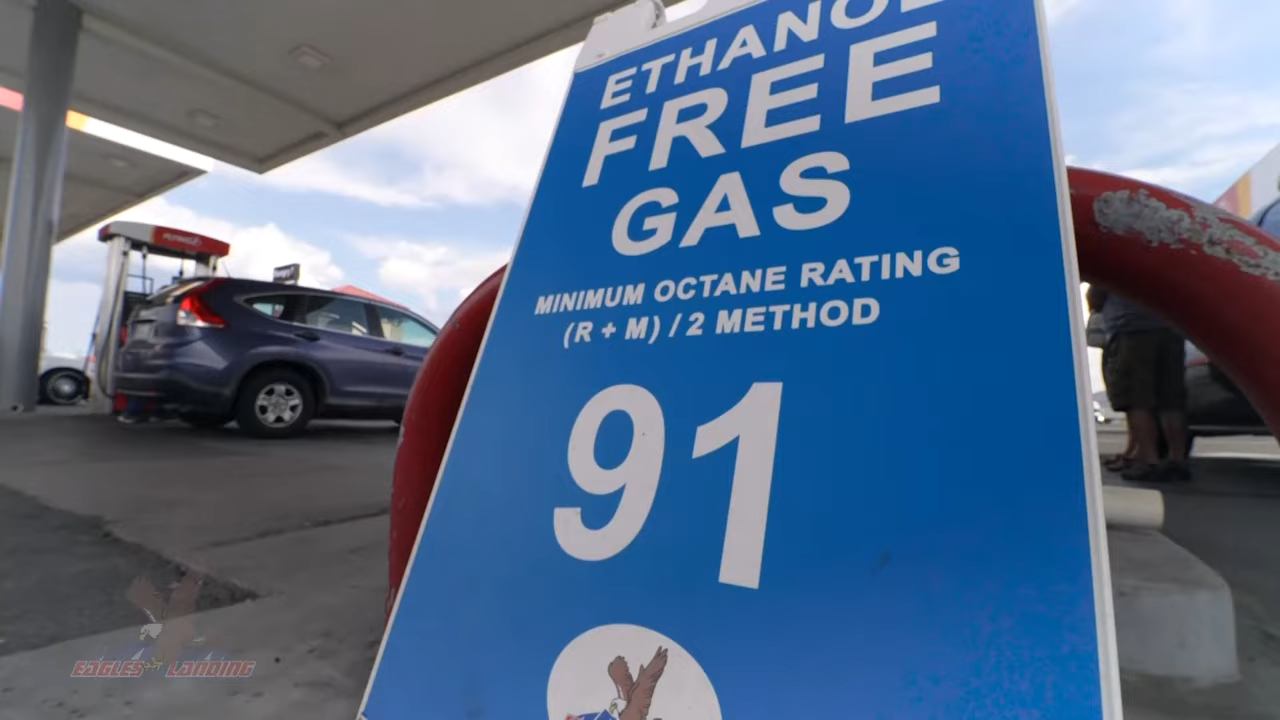 ETHANOL
FREE
GAS
MINIMUM OCTANE RATING
(R + M) / 2 METHOD
91
EAGLES LANDING